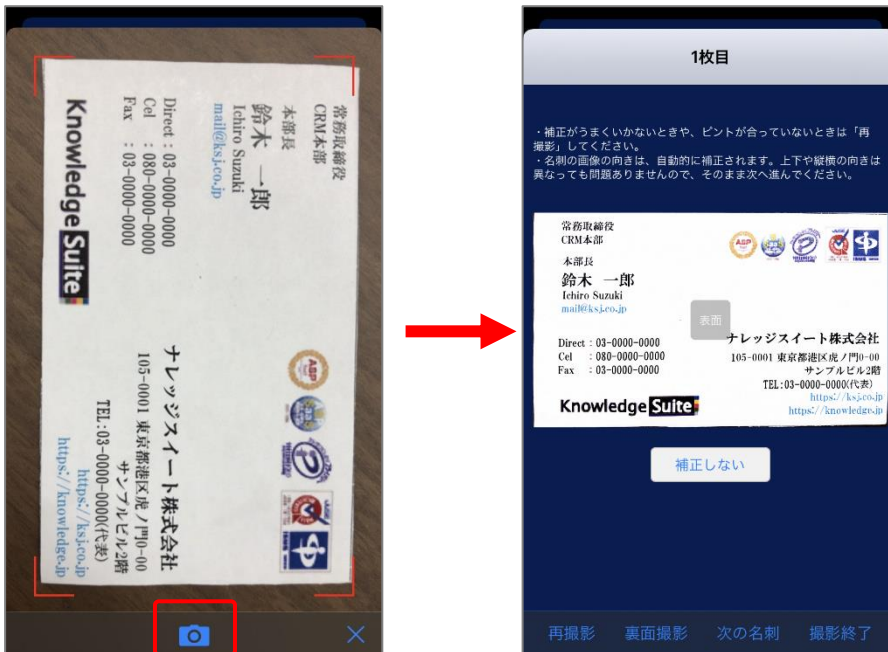 常務取締役
CRM本部
本部長
鈴木 一郎
Ichiro Suzuki
mail@ksj.co.jp
Direct : 03-0000-0000
Cel : 080-0000-0000
Fax : 03-0000-0000
Knowledge Suite
ASP
ナレッジスイート株式会社
105-0001 東京都港区虎ノ門0-00
サンプルビル2階
TEL:03-0000-0000(代表)
https://ksj.co.jp
https://knowledge.jp
1枚目
・補正がうまくいかないときや、ピントが合っていないときは「再
撮影」してください。
・名刺の画像の向きは、自動的に補正されます。上下や縦横の向きは
異なっても問題ありませんので、そのまま次へ進んでください。
常務取締役
CRM本部
本部長
鈴木 一郎
Ichiro Suzuki
mail@ksj.co.jp
表面
Direct : 03-0000-0000
Cel : 080-0000-0000
Fax : 03-0000-0000
Knowledge Suite
ASP
ナレッジスイート株式会社
105-0001 東京都港区虎ノ門0-00
サンプルビル2階
TEL:03-0000-0000(代表)
https://ksj.co.jp
https://knowledge.jp
補正しない
再撮影 裏面撮影 次の名刺 撮影終了